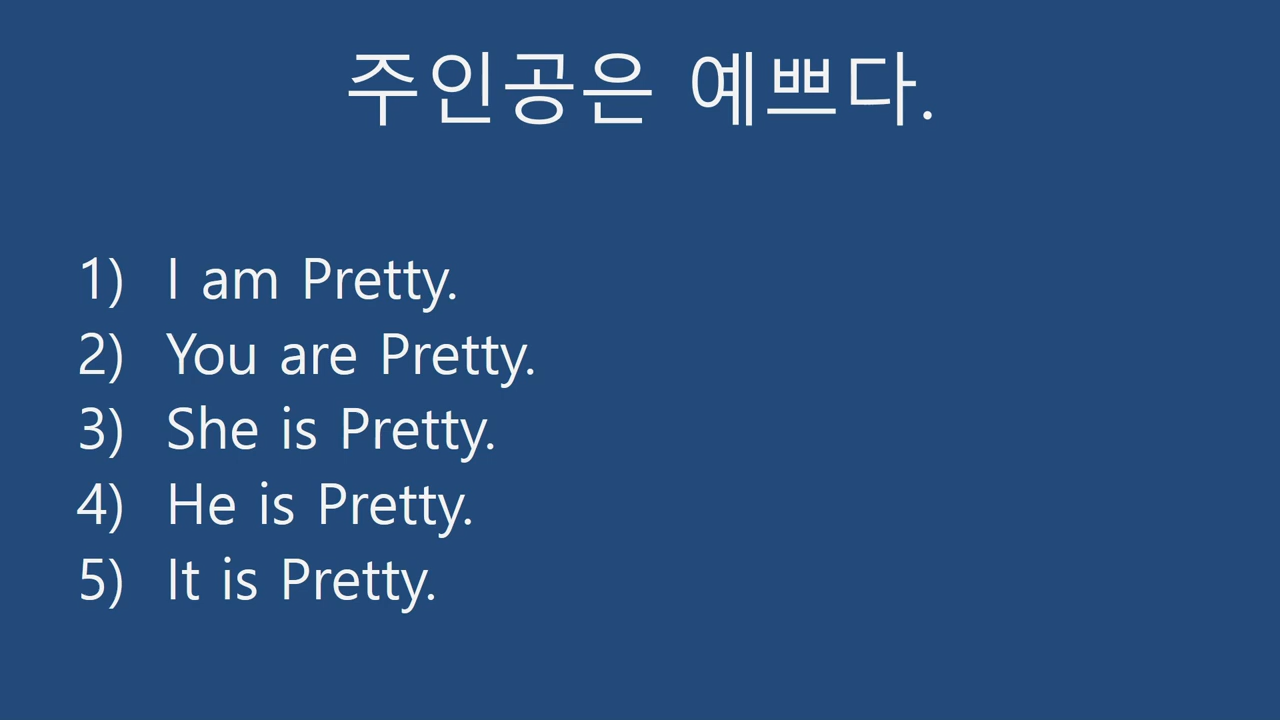 주인공은 예쁘다.
1) I am Pretty.
2) You are Pretty.
3) She is Pretty.
4) He is Pretty.
5) It is Pretty.